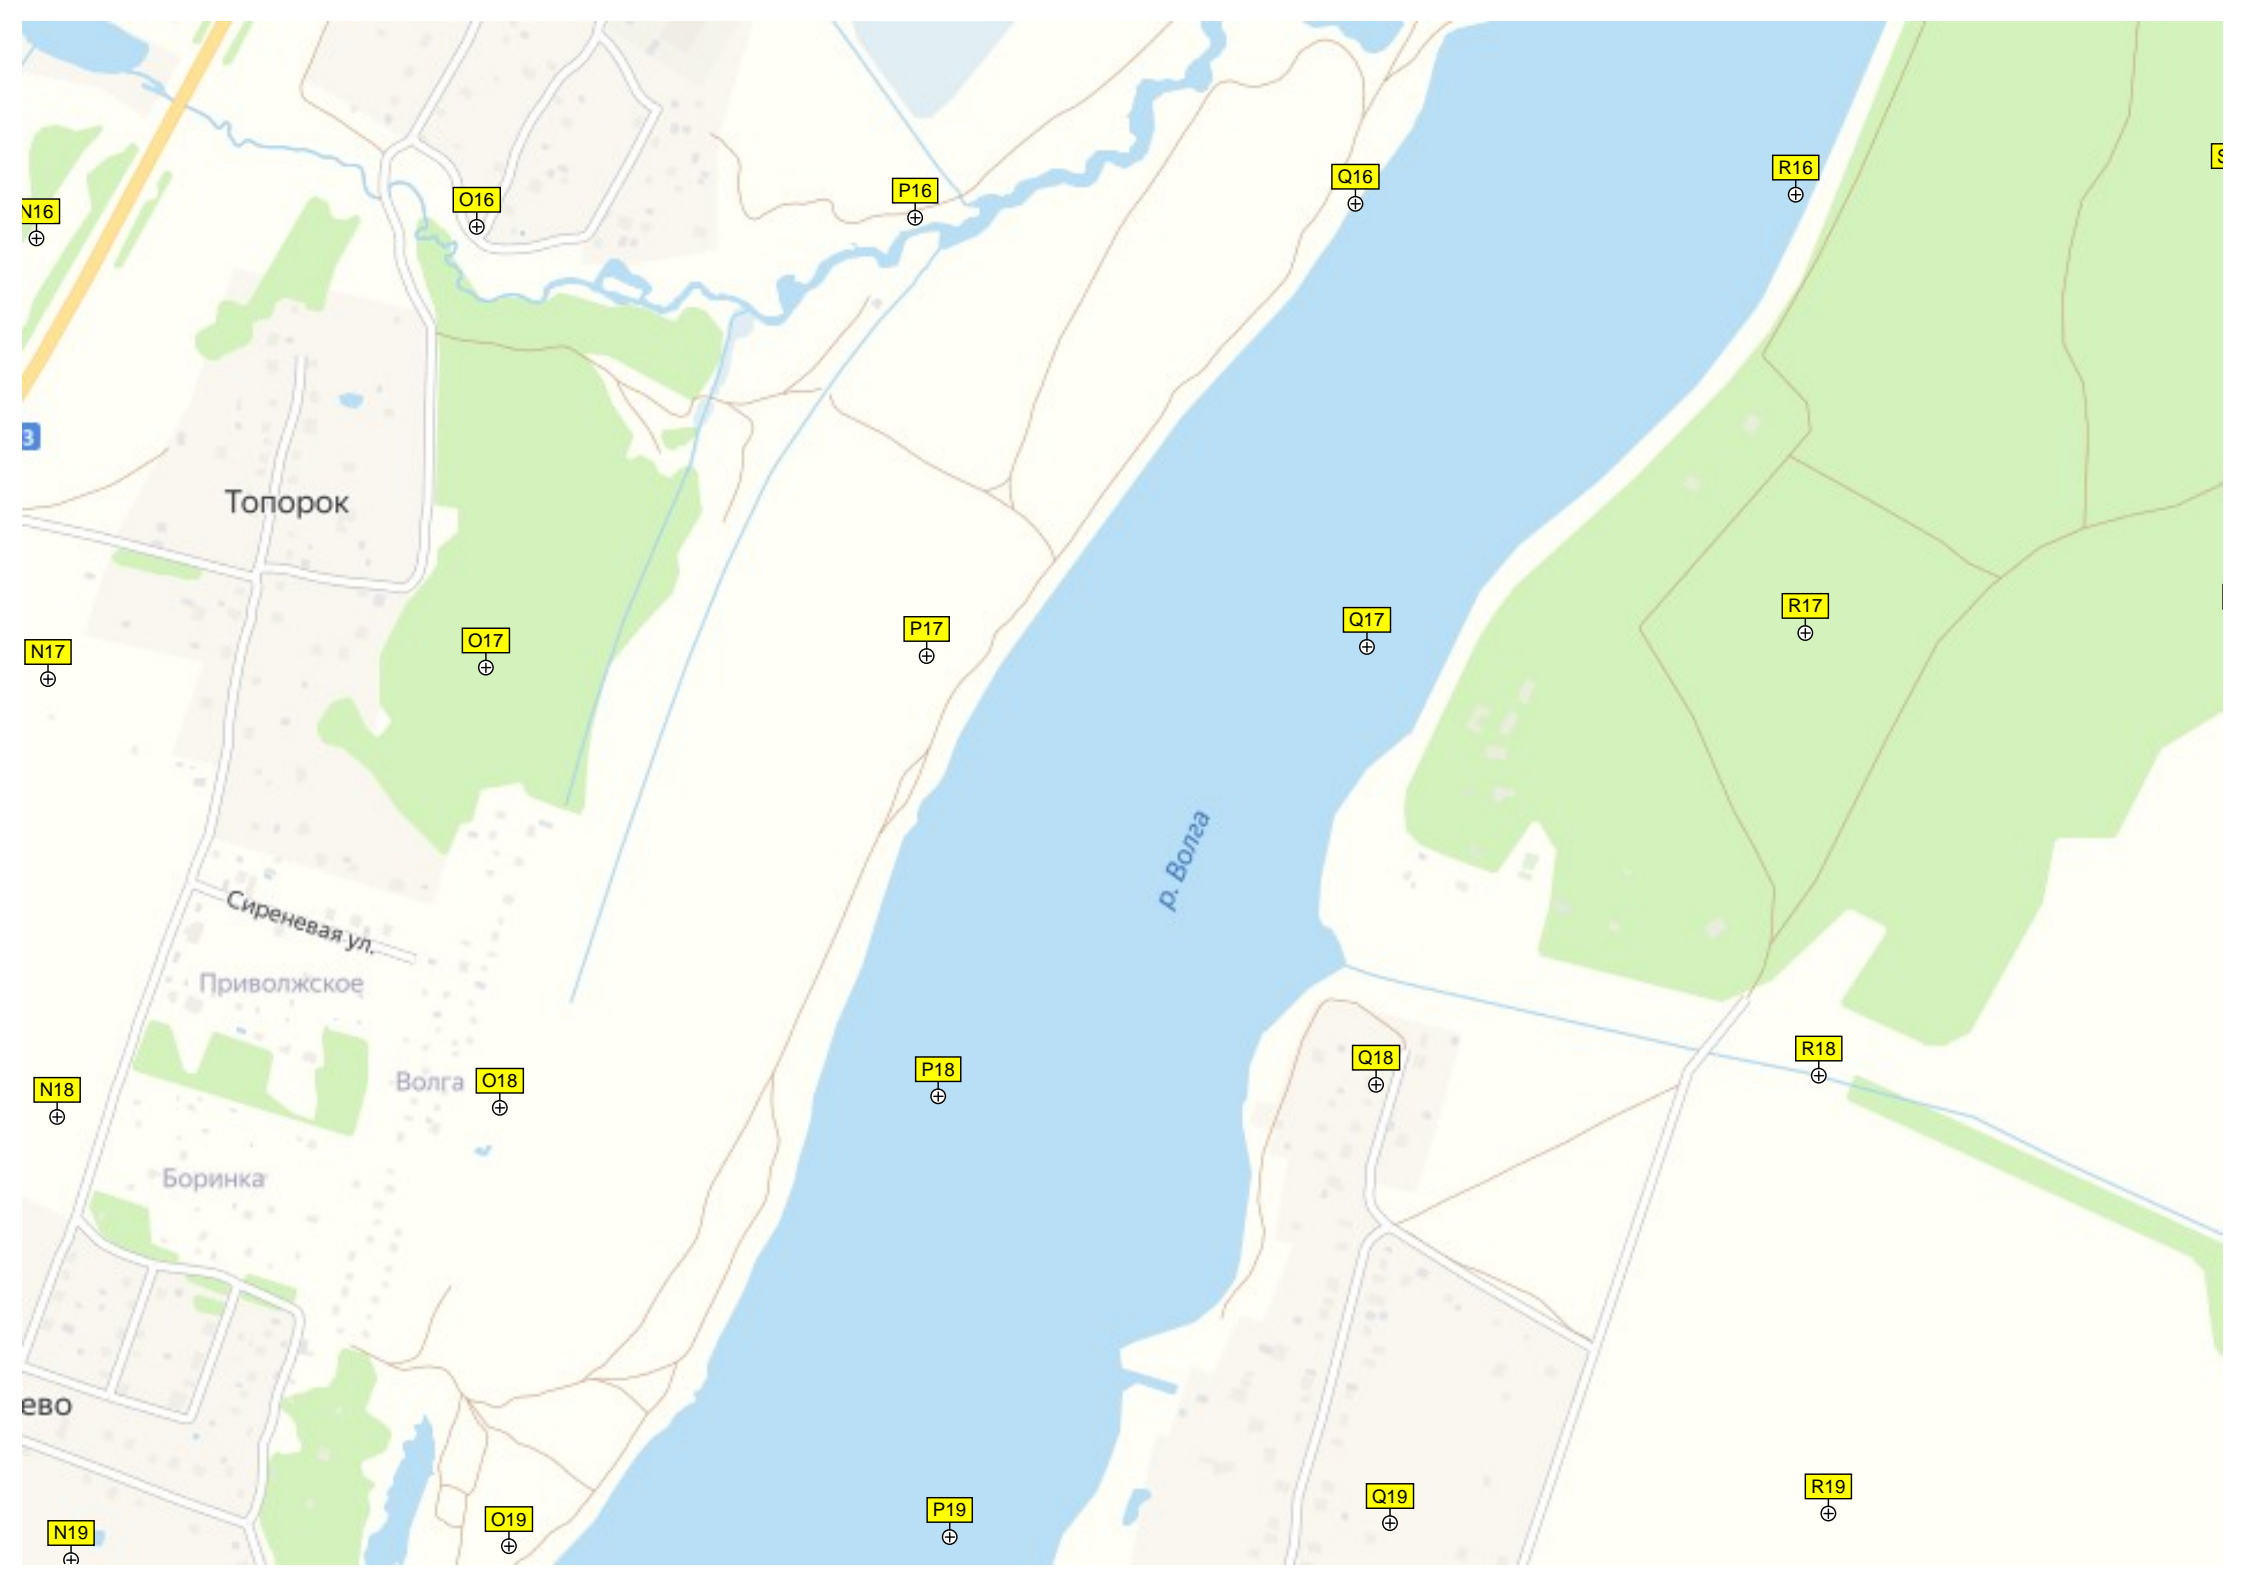 R16
Q16
P16
O16
N16
3
Топорок
R17
Q17
P17
O17
N17
р. Волга
Сиреневая ул.
Приволжское
R18
Q18
P18
Волга
O18
N18
Боринка
ево
R19
Q19
P19
O19
N19